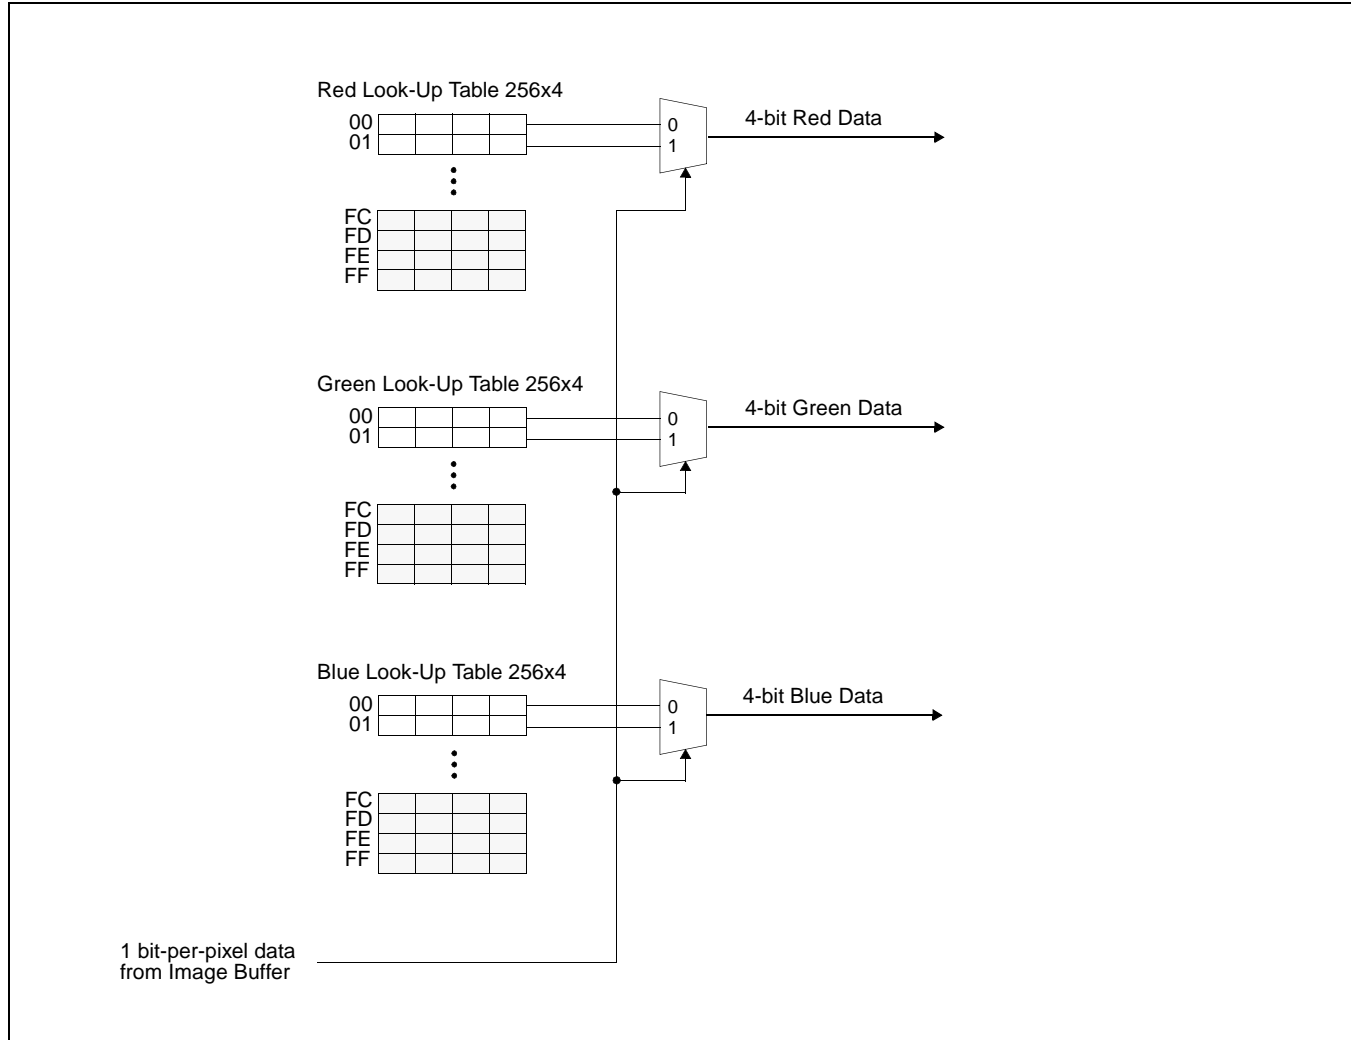 Red Look-Up Table 256x4
00
01
0
1
4-bit Red Data
FC
FD
FE
FF
Green Look-Up Table 256x4
00
01
0
1
4-bit Green Data
FC
FD
FE
FF
Blue Look-Up Table 256x4
00
01
0
1
4-bit Blue Data
FC
FD
FE
FF
1 bit-per-pixel data
from Image Buffer